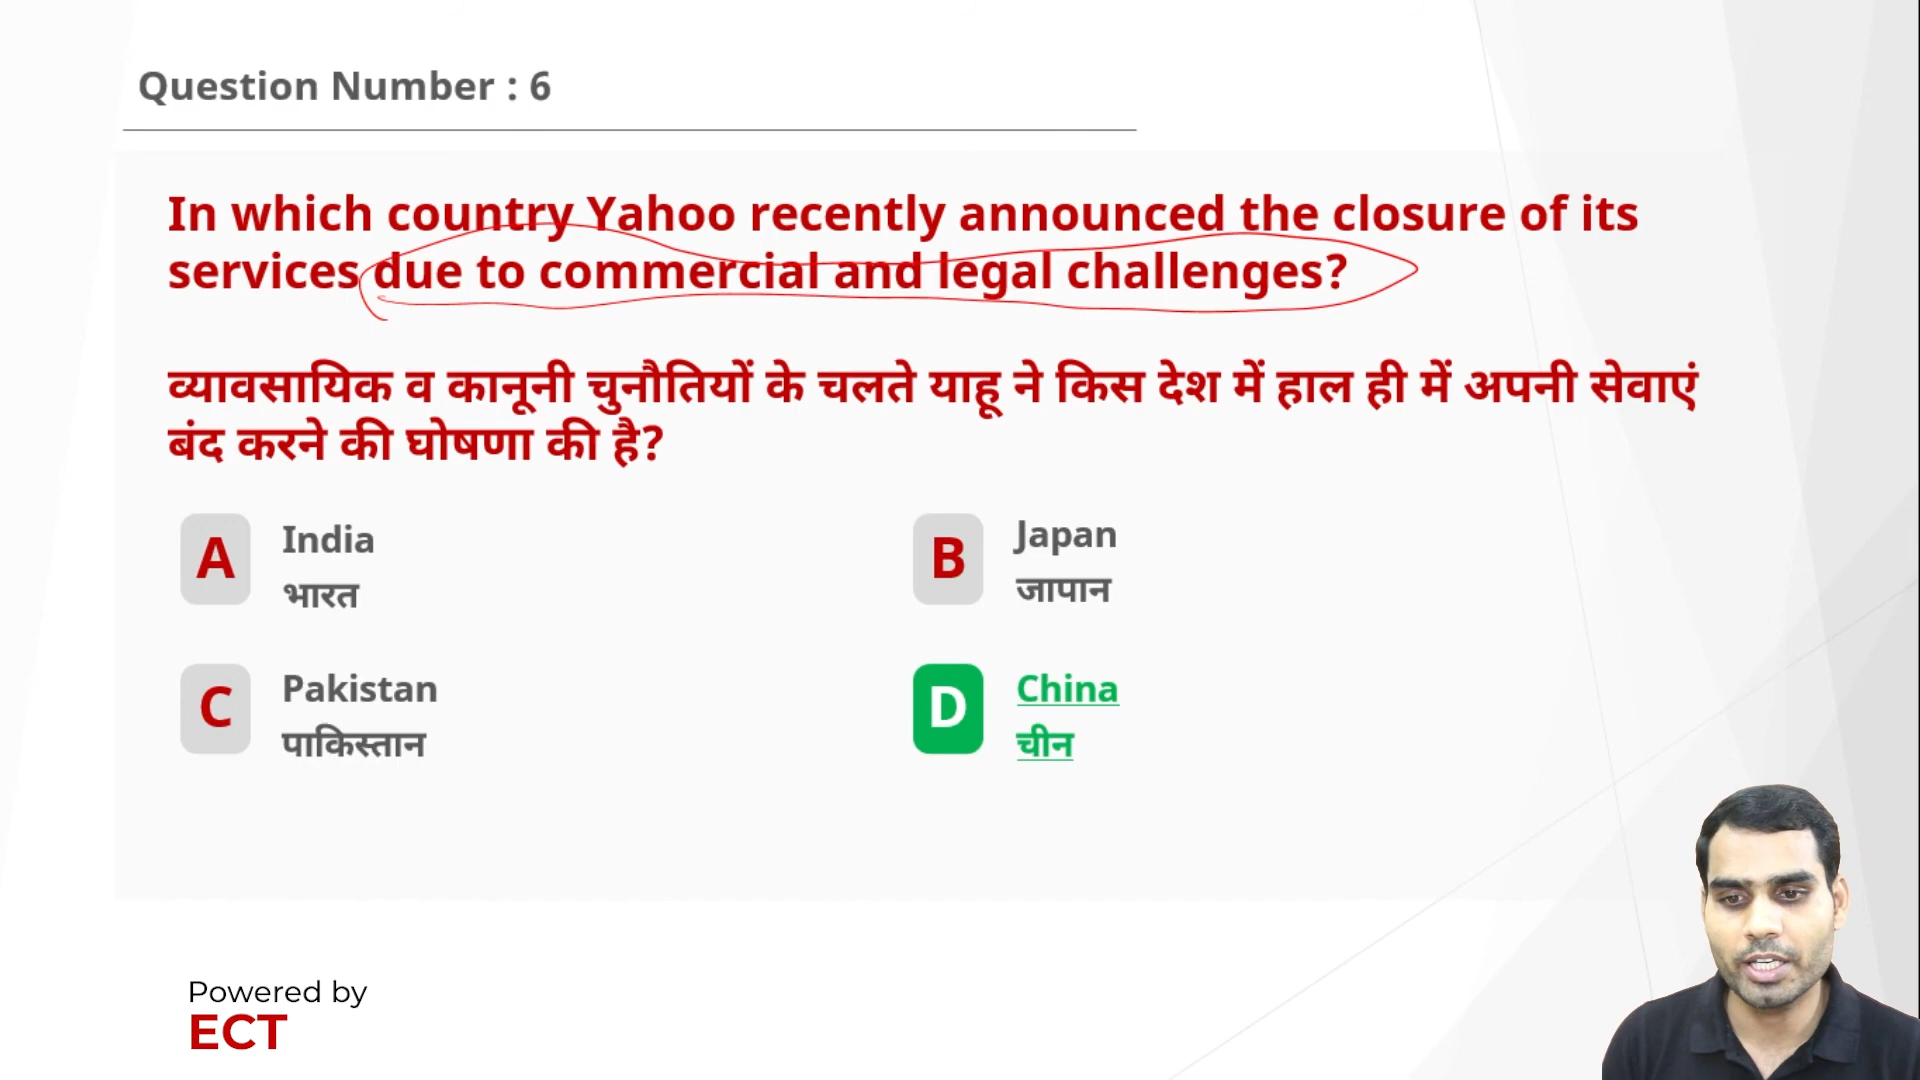 Question Number : 6
In which country Yahoo recently announced the closure of its
services due to commercial and legal challenges?
व्यावसायिक व कानूनी चुनौतियों के चलते याहू ने किस देश में हाल ही में अपनी सेवाएं
बंद करने की घोषणा की है?
A India
भारत
B Japan
जापान
C Pakistan
पाकिस्तान
D China
चीन
Powered by
ECT